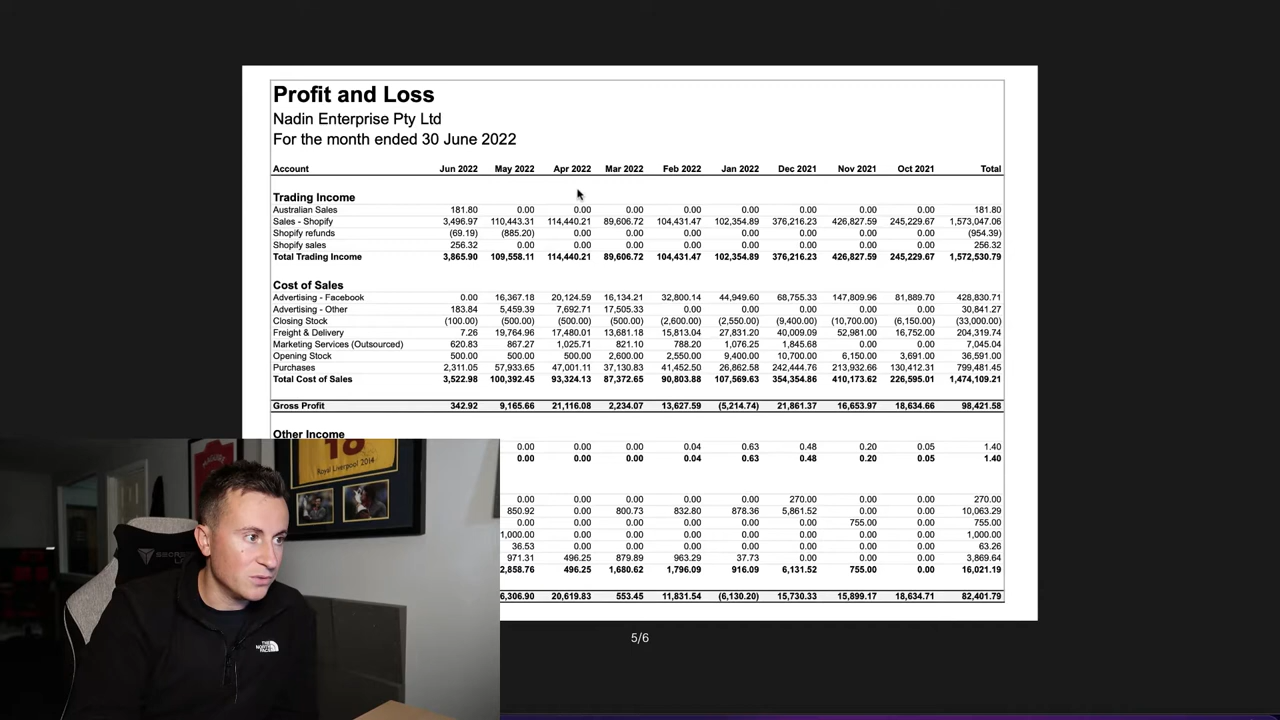 Profit and Loss
Nadin Enterprise Pty Ltd
For the month ended 30 June 2022
Account Jun 2022 May 2022 Apr 2022 Mar 2022 Feb 2022 Jan 2022 Dec 2021 Nov 2021 Oct 2021 Total
Trading Income
Australian Sales 181.80 0.00 0.00 0.00 0.00 0.00 0.00 0.00 0.00 181.80
Sales - Shopify 3,496.97 110,443.31 114,440.21 89,606.72 104,431.47 102,354.89 376,216.23 426,827.59 245,229.67 1,573,047.06
Shopify refunds (69.19) (885.20) 0.00 0.00 0.00 0.00 0.00 0.00 0.00 (954.39)
Shopify sales 256.32 0.00 0.00 0.00 0.00 0.00 0.00 0.00 0.00 256.32
Total Trading Income 3,865.90 109,558.11 114,440.21 89,606.72 104,431.47 102,354.89 376,216.23 426,827.59 245,229.67 1,572,530.79
Cost of Sales
Advertising - Facebook 0.00 16,367.18 20,124.59 16,134.21 32,800.14 44,949.60 68,755.33 147,809.96 81,889.70 428,830.71
Advertising - Other 183.84 5,459.39 7,692.71 17,505.33 0.00 0.00 0.00 0.00 0.00 30,841.27
Closing Stock (100.00) (500.00) (500.00) (500.00) (2,600.00) (2,550.00) (9,400.00) (10,700.00) (6,150.00) (33,000.00)
Freight & Delivery 7.26 19,764.96 17,480.01 13,681.18 15,813.04 27,831.20 40,009.09 52,981.00 16,752.00 204,319.74
Marketing Services (Outsourced) 620.83 867.27 1,025.71 821.10 788.20 1,076.25 1,845.68 0.00 0.00 7,045.04
Opening Stock 500.00 500.00 500.00 2,600.00 2,550.00 9,400.00 10,700.00 6,150.00 3,691.00 36,591.00
Purchases 2,311.05 57,933.65 47,001.11 37,130.83 41,452.50 26,862.58 242,444.76 213,932.66 130,412.31 799,481.45
Total Cost of Sales 3,522.98 100,392.45 93,324.13 87,372.65 90,803.88 107,569.63 354,354.86 410,173.62 226,595.01 1,474,109.21
Gross Profit 342.92 9,165.66 21,116.08 2,234.07 13,627.59 (5,214.74) 21,861.37 16,653.97 18,634.66 98,421.58
Other Income
0.00 0.00 0.00 0.04 0.63 0.48 0.20 0.05 1.40
0.00 0.00 0.00 0.04 0.63 0.48 0.20 0.05 1.40
0.00 0.00 0.00 0.00 0.00 270.00 0.00 0.00 270.00
850.92 0.00 800.73 832.80 878.36 5,861.52 0.00 0.00 10,063.29
0.00 0.00 0.00 0.00 0.00 0.00 755.00 0.00 755.00
1,000.00 0.00 0.00 0.00 0.00 0.00 0.00 0.00 1,000.00
36.53 0.00 0.00 0.00 0.00 0.00 0.00 0.00 63.26
971.31 496.25 879.89 963.29 37.73 0.00 0.00 0.00 3,869.64
2,858.76 496.25 1,680.62 1,796.09 916.09 6,131.52 755.00 0.00 16,021.19
6,306.90 20,619.83 553.45 11,831.54 (6,130.20) 15,730.33 15,899.17 18,634.71 82,401.79
5/6
18
Royal Liverpool 2014
THE
NORTH
FACE